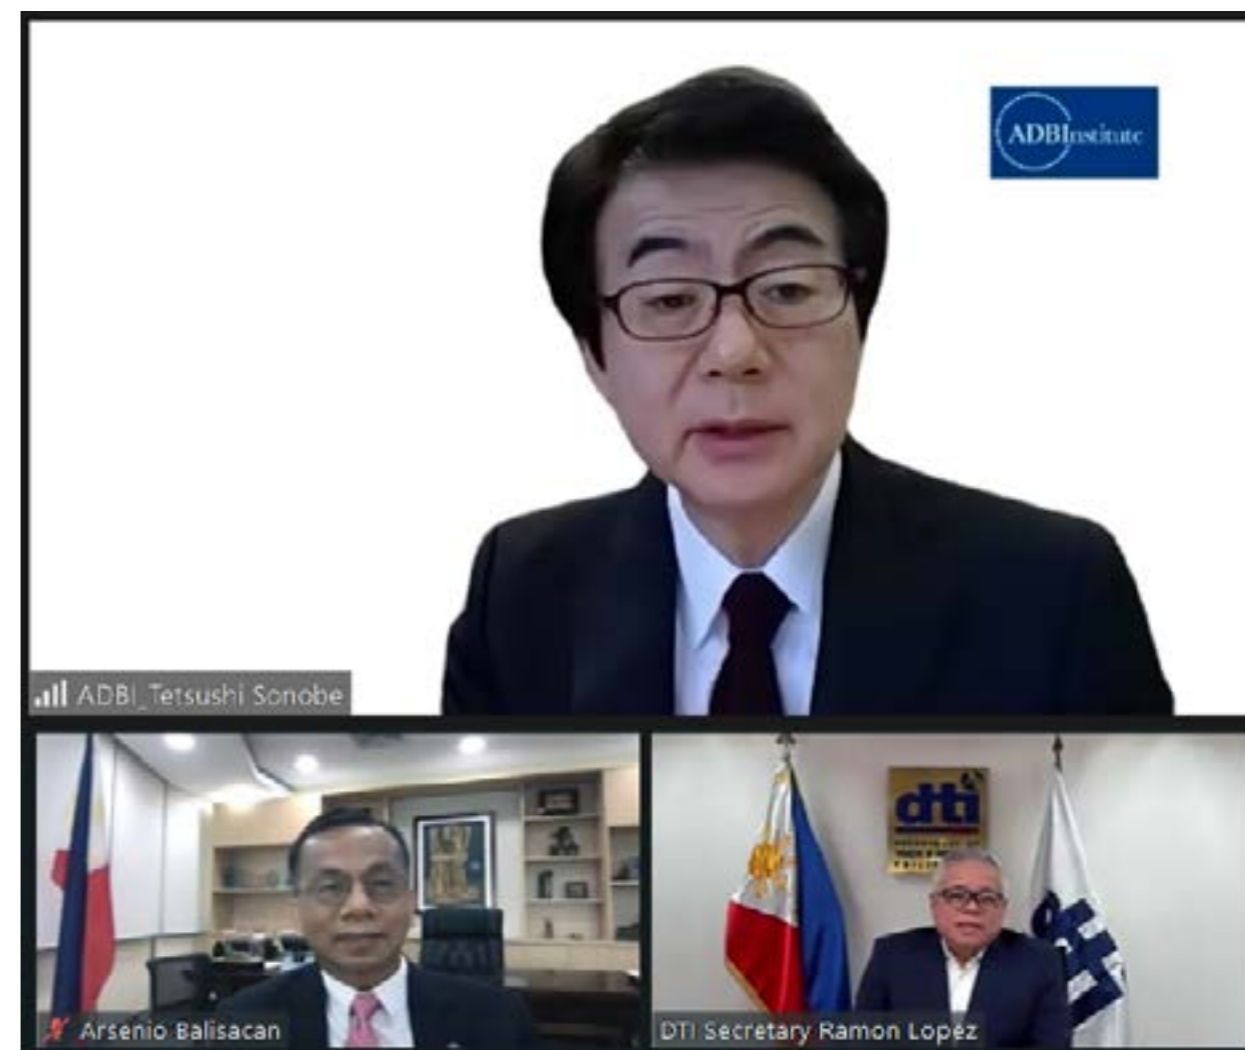 ADBInstitute
ADBI_Tetsushi Sonobe
dti
Arsenio Balisacan
DTI Secretary Ramon Lopez